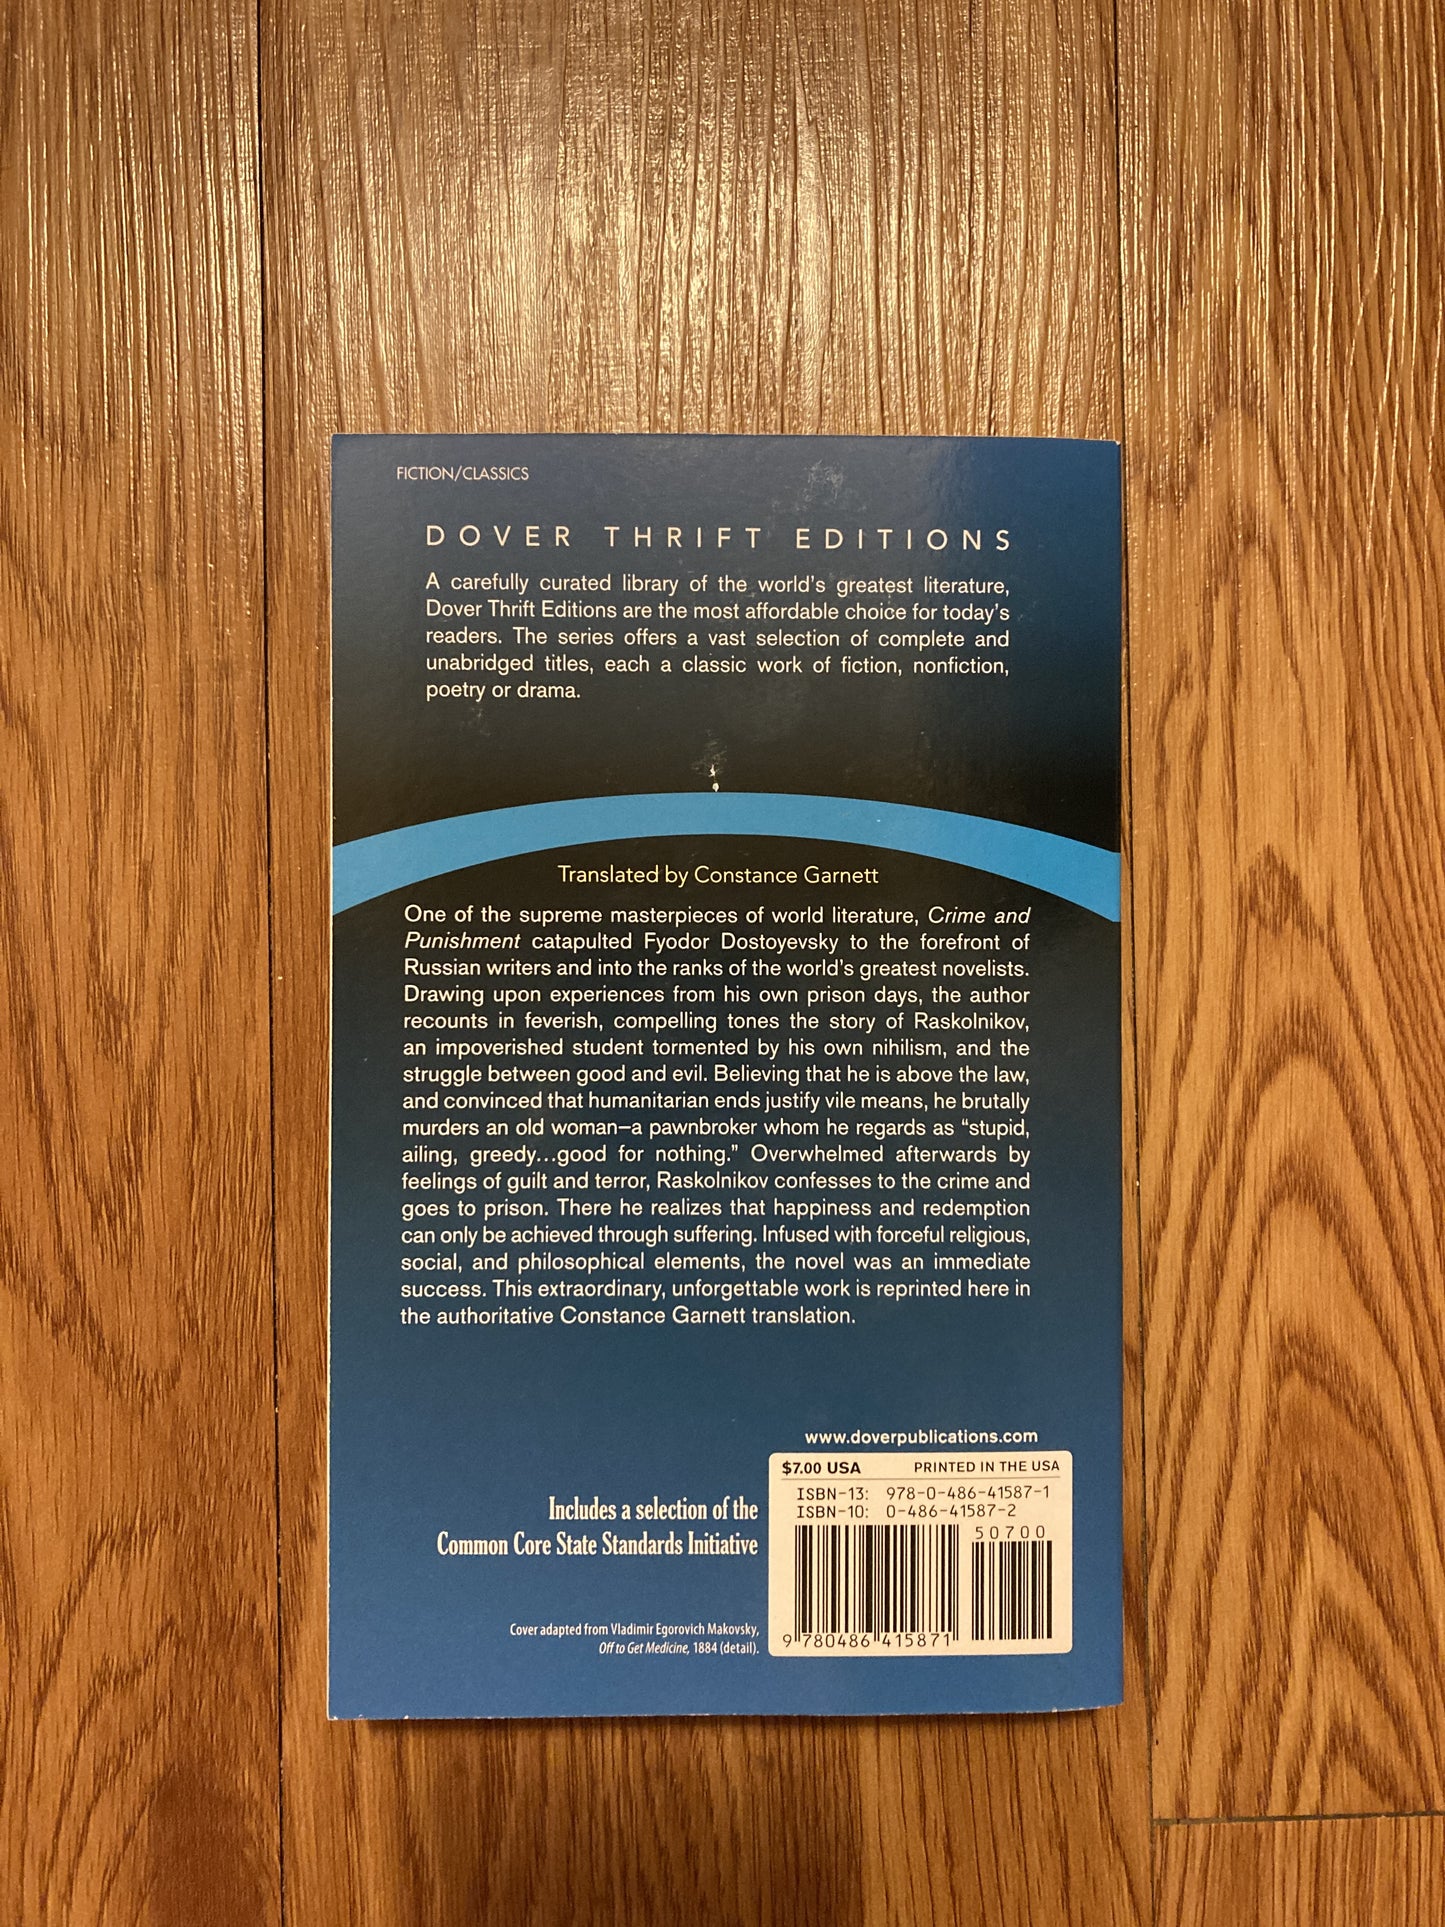 FICTION/CLASSICS
DOVER THRIFT EDITIONS
A carefully curated library of the world's greatest literature,
Dover Thrift Editions are the most affordable choice for today's
readers. The series offers a vast selection of complete and
unabridged titles, each a classic work of fiction, nonfiction,
poetry or drama.
Translated by Constance Garnett
One of the supreme masterpieces of world literature, Crime and
Punishment catapulted Fyodor Dostoyevsky to the forefront of
Russian writers and into the ranks of the world's greatest novelists.
Drawing upon experiences from his own prison days, the author
recounts in feverish, compelling tones the story of Raskolnikov,
an impoverished student tormented by his own nihilism, and the
struggle between good and evil. Believing that he is above the law,
and convinced that humanitarian ends justify vile means, he brutally
murders an old woman—a pawnbroker whom he regards as "stupid,
ailing, greedy...good for nothing." Overwhelmed afterwards by
feelings of guilt and terror, Raskolnikov confesses to the crime and
goes to prison. There he realizes that happiness and redemption
can only be achieved through suffering. Infused with forceful religious,
social, and philosophical elements, the novel was an immediate
success. This extraordinary, unforgettable work is reprinted here in
the authoritative Constance Garnett translation.
www.doverpublications.com
$7.00 USA PRINTED IN THE USA
ISBN-13: 978-0-486-41587-1
ISBN-10: 0-486-41587-2
50700
9 780486 415871
Includes a selection of the
Common Core State Standards Initiative
Cover adapted from Vladimir Egorovich Makovsky,
Off to Get Medicine, 1884 (detail).